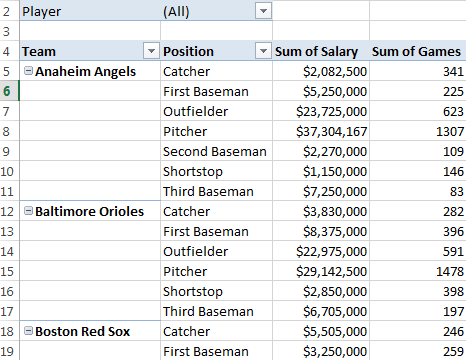 2 Player (All)
3
4 Team Position Sum of Salary Sum of Games
5 Anaheim Angels Catcher $2,082,500 341
6 First Baseman $5,250,000 225
7 Outfielder $23,725,000 623
8 Pitcher $37,304,167 1307
9 Second Baseman $2,270,000 109
10 Shortstop $1,150,000 146
11 Third Baseman $7,250,000 83
12 Baltimore Orioles Catcher $3,830,000 282
13 First Baseman $8,375,000 396
14 Outfielder $22,975,000 591
15 Pitcher $29,142,500 1478
16 Shortstop $2,850,000 398
17 Third Baseman $6,705,000 197
18 Boston Red Sox Catcher $5,505,000 246
19 First Baseman $3,250,000 259